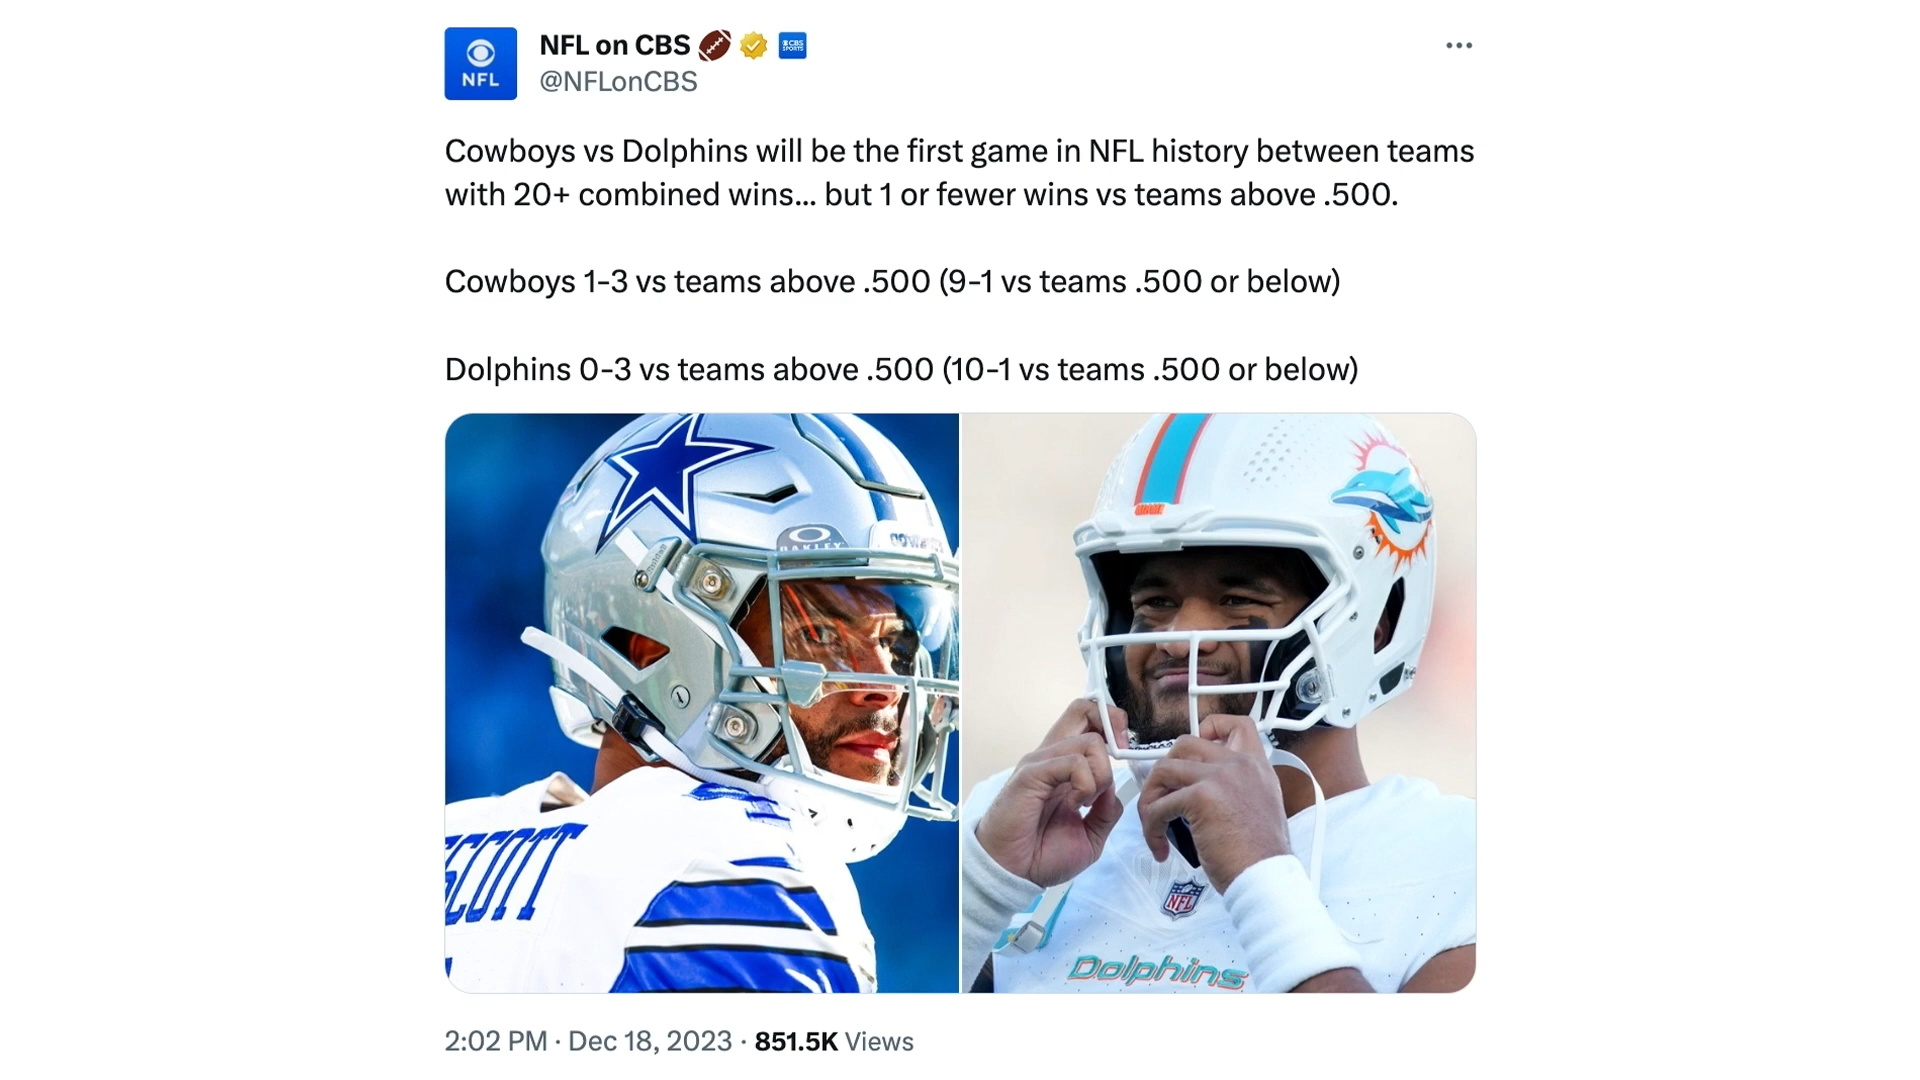 NFL on CBS 🏈
CBS SPORTS
NFL
@NFLonCBS
Cowboys vs Dolphins will be the first game in NFL history between teams
with 20+ combined wins... but 1 or fewer wins vs teams above .500.
Cowboys 1-3 vs teams above .500 (9-1 vs teams .500 or below)
Dolphins 0-3 vs teams above .500 (10-1 vs teams .500 or below)
OAKLEY
SCOTT
4
NFL
Dolphins
2:02 PM · Dec 18, 2023 · 851.5K Views